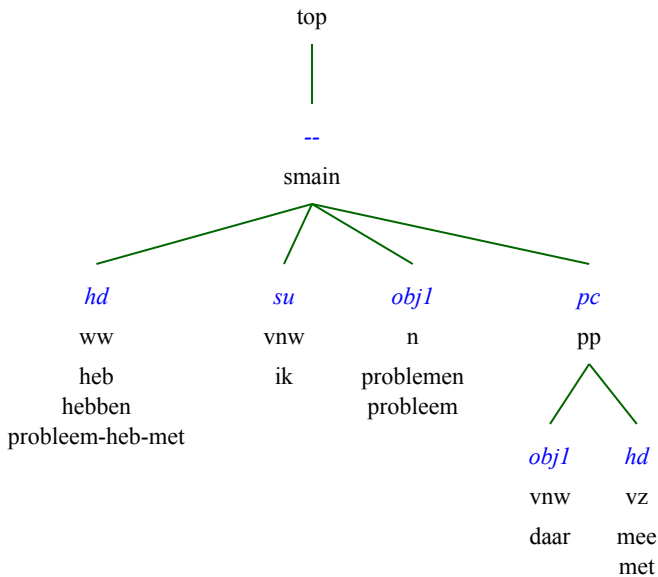 top
--
smain
hd su obj1 pc
ww vnw n pp
heb ik problemen
hebben probleem
probleem-heb-met
obj1 hd
vnw vz
daar mee
met